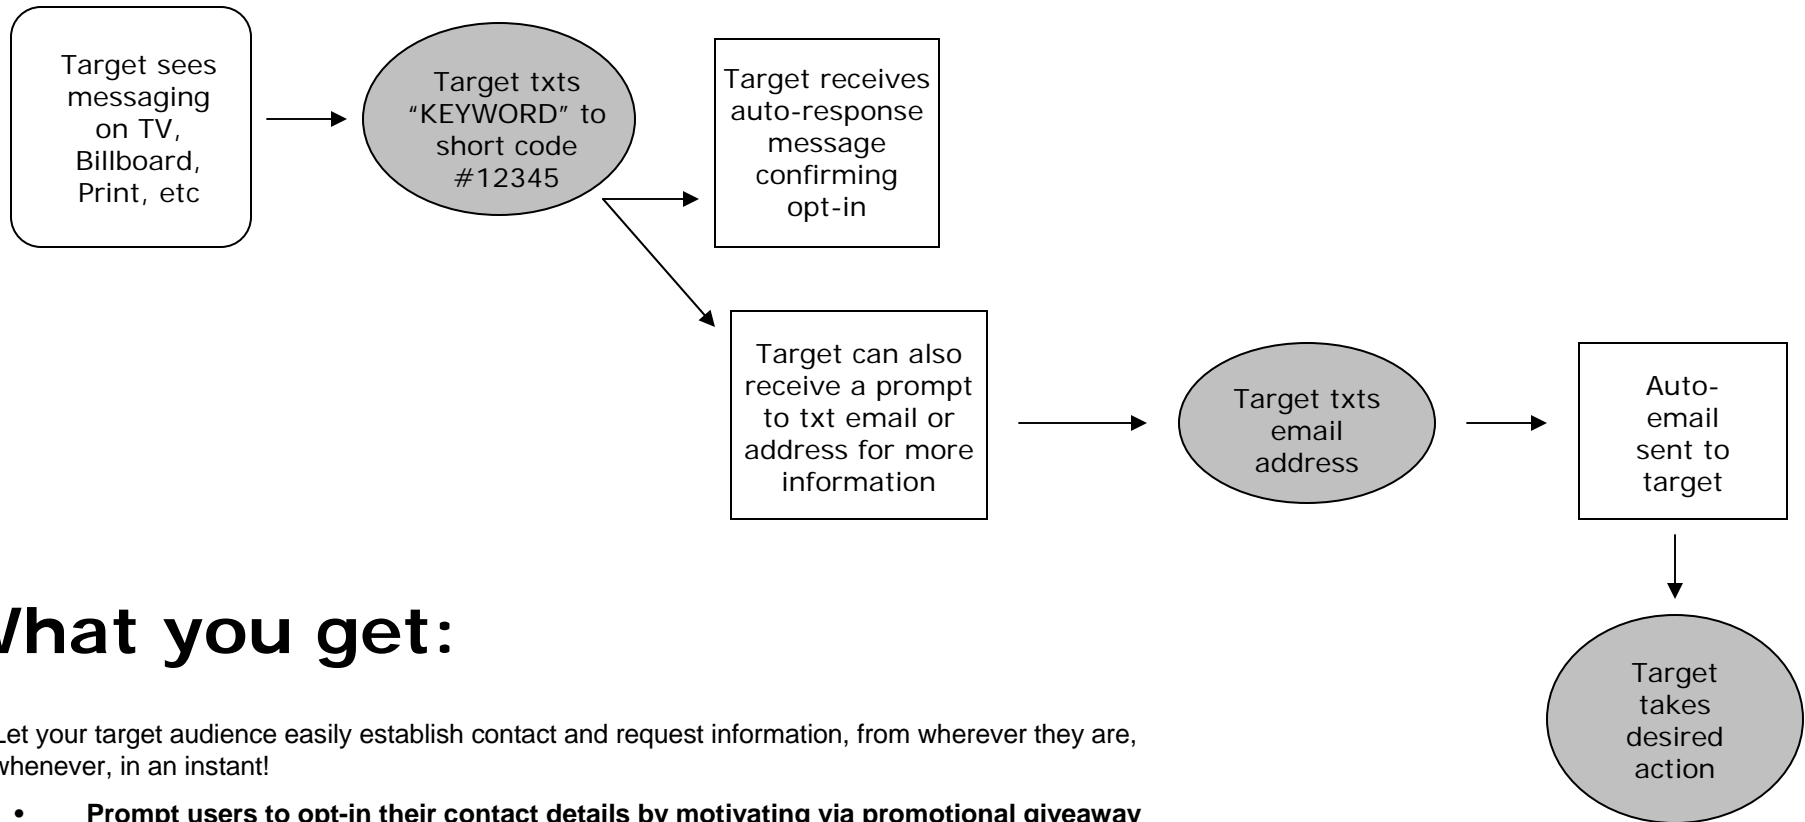 Target sees
messaging
on TV,
Billboard,
Print, etc
Target txts
“KEYWORD” to
short code
#12345
Target receives
auto-response
message
confirming
opt-in
Target can also
receive a prompt
to txt email or
address for more
information
Target txts
email
address
Auto-
email
sent to
target
Target
takes
desired
action
What you get:
Let your target audience easily establish contact and request information, from wherever they are,
whenever, in an instant!
• Prompt users to opt-in their contact details by motivating via promotional giveaway